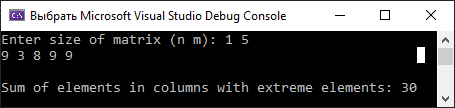 Выбрать Microsoft Visual Studio Debug Console
Enter size of matrix (n m): 1 5
9 3 8 9 9
Sum of elements in columns with extreme elements: 30